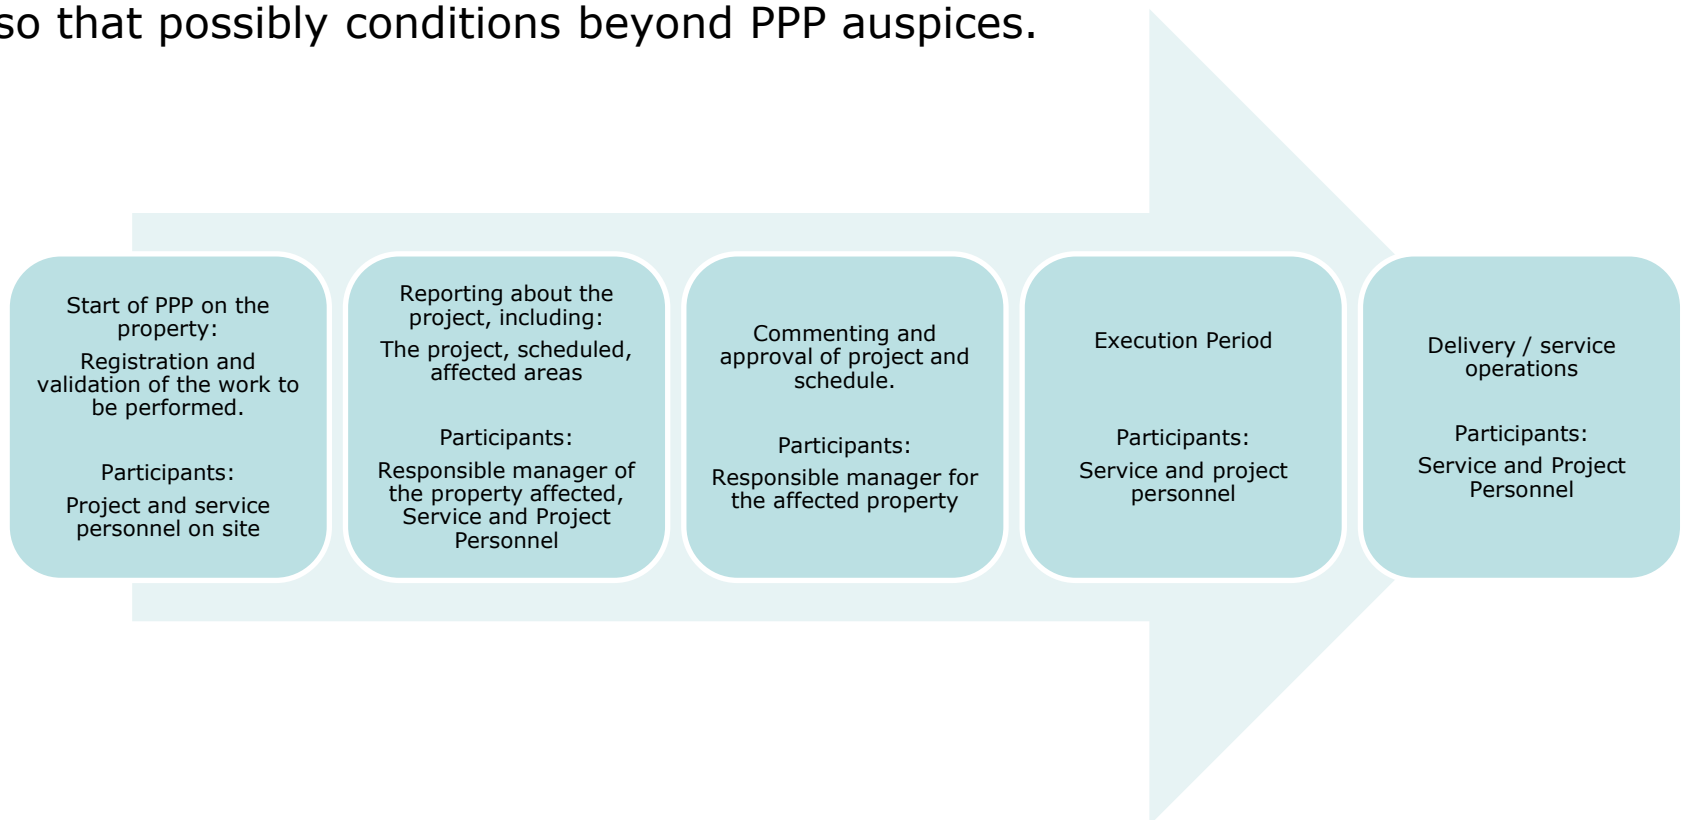 so that possibly conditions beyond PPP auspices.
Start of PPP on the
property:
Registration and
validation of the work to
be performed.
Participants:
Project and service
personnel on site
Reporting about the
project, including:
The project, scheduled,
affected areas
Participants:
Responsible manager of
the property affected,
Service and Project
Personnel
Commenting and
approval of project and
schedule.
Participants:
Responsible manager for
the affected property
Execution Period
Participants:
Service and project
personnel
Delivery / service
operations
Participants:
Service and Project
Personnel